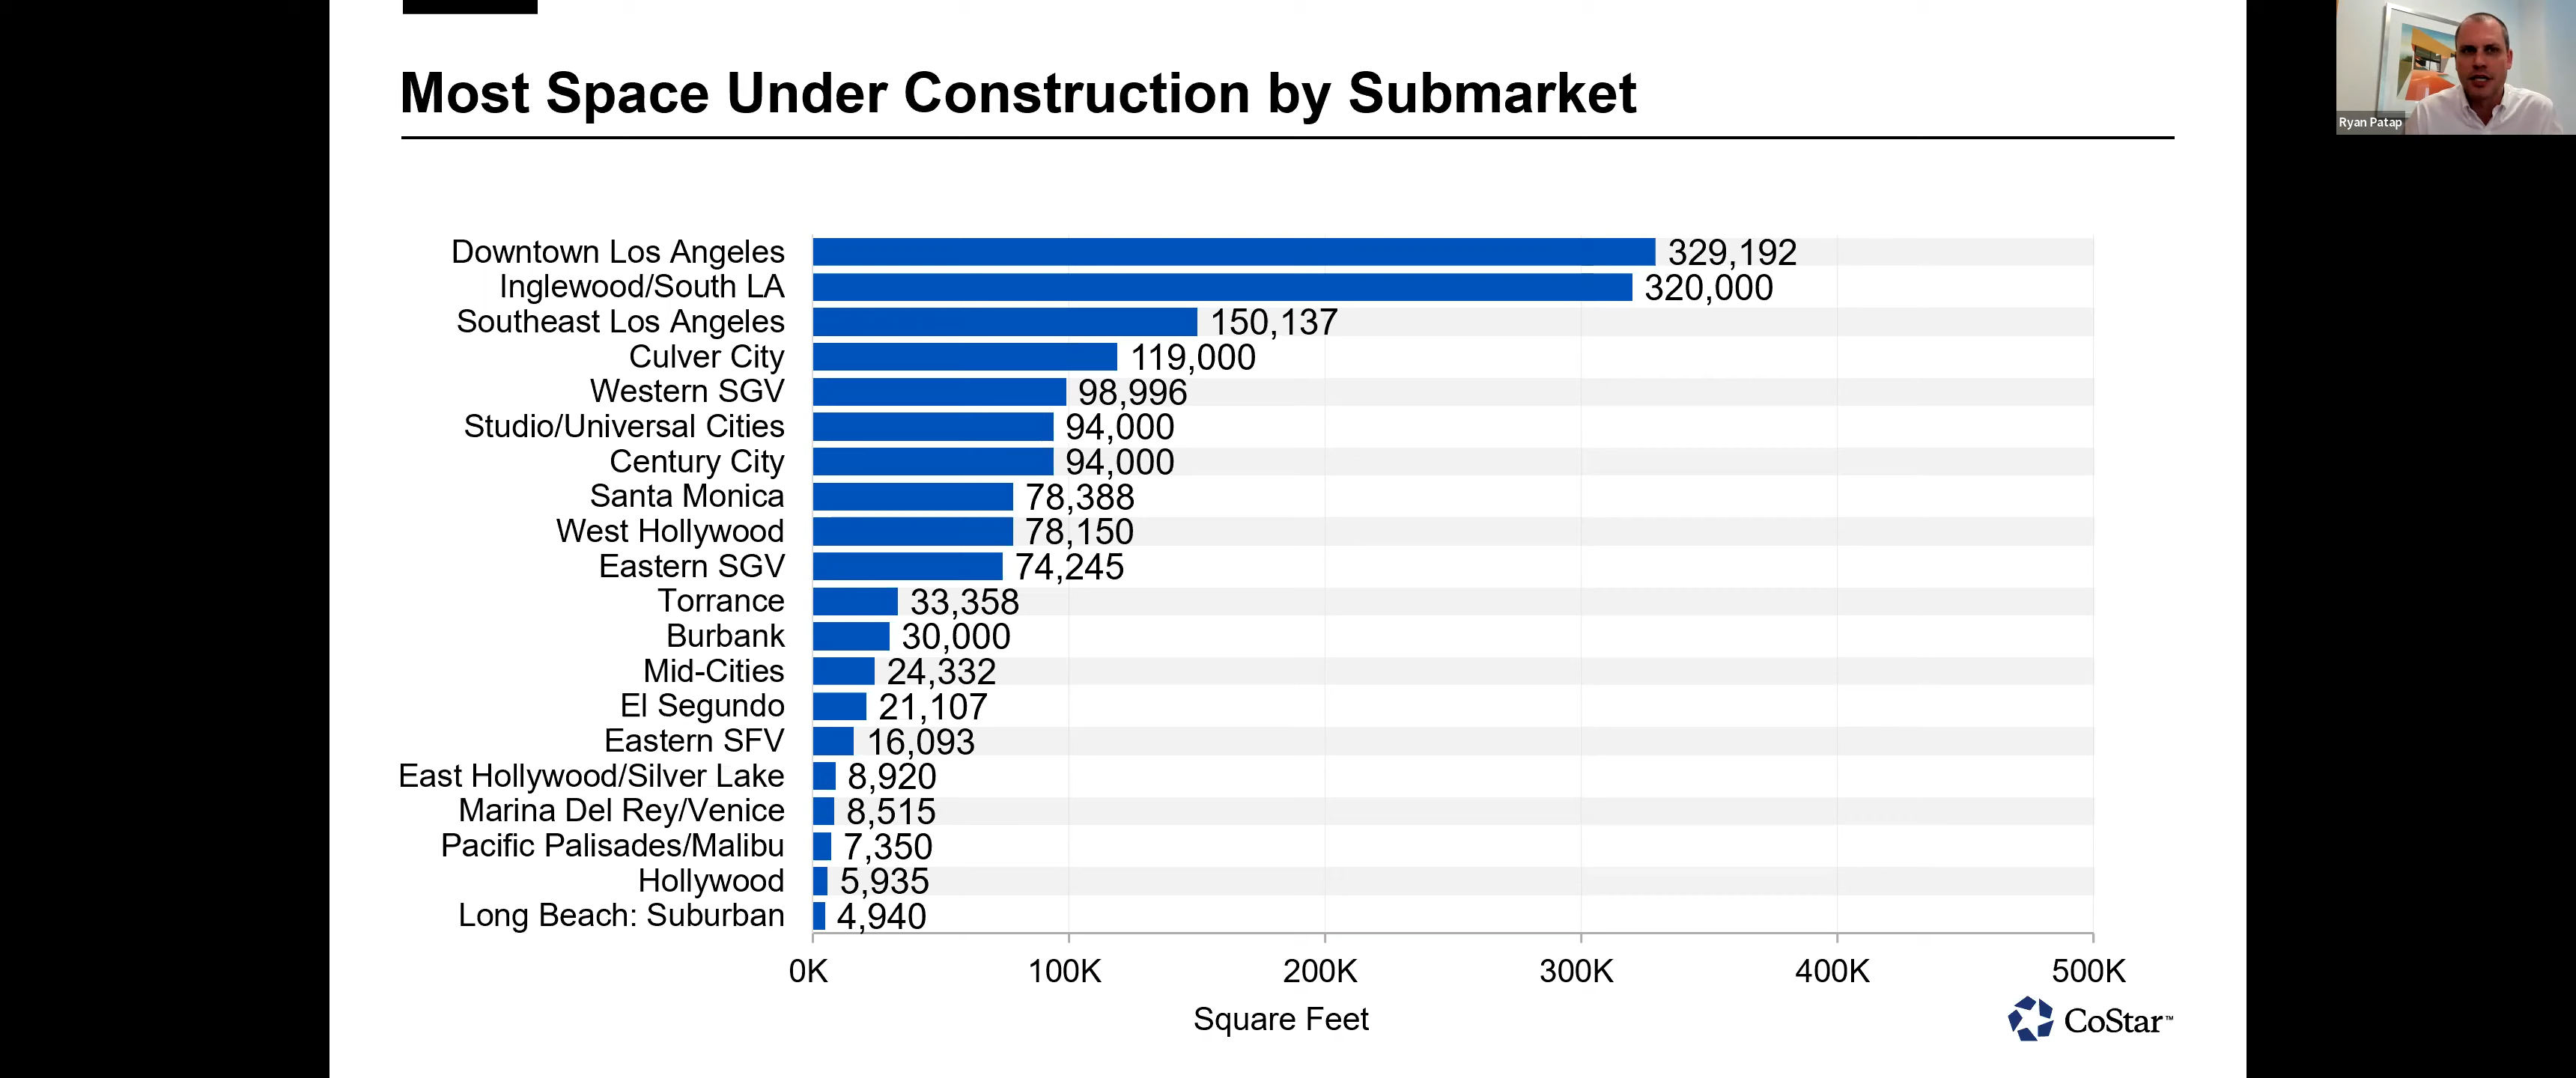 Most Space Under Construction by Submarket
Ryan Patap
Downtown Los Angeles 329,192
Inglewood/South LA 320,000
Southeast Los Angeles 150,137
Culver City 119,000
Western SGV 98,996
Studio/Universal Cities 94,000
Century City 94,000
Santa Monica 78,388
West Hollywood 78,150
Eastern SGV 74,245
Torrance 33,358
Burbank 30,000
Mid-Cities 24,332
El Segundo 21,107
Eastern SFV 16,093
East Hollywood/Silver Lake 8,920
Marina Del Rey/Venice 8,515
Pacific Palisades/Malibu 7,350
Hollywood 5,935
Long Beach: Suburban 4,940
0K 100K 200K 300K 400K 500K
Square Feet
CoStar™